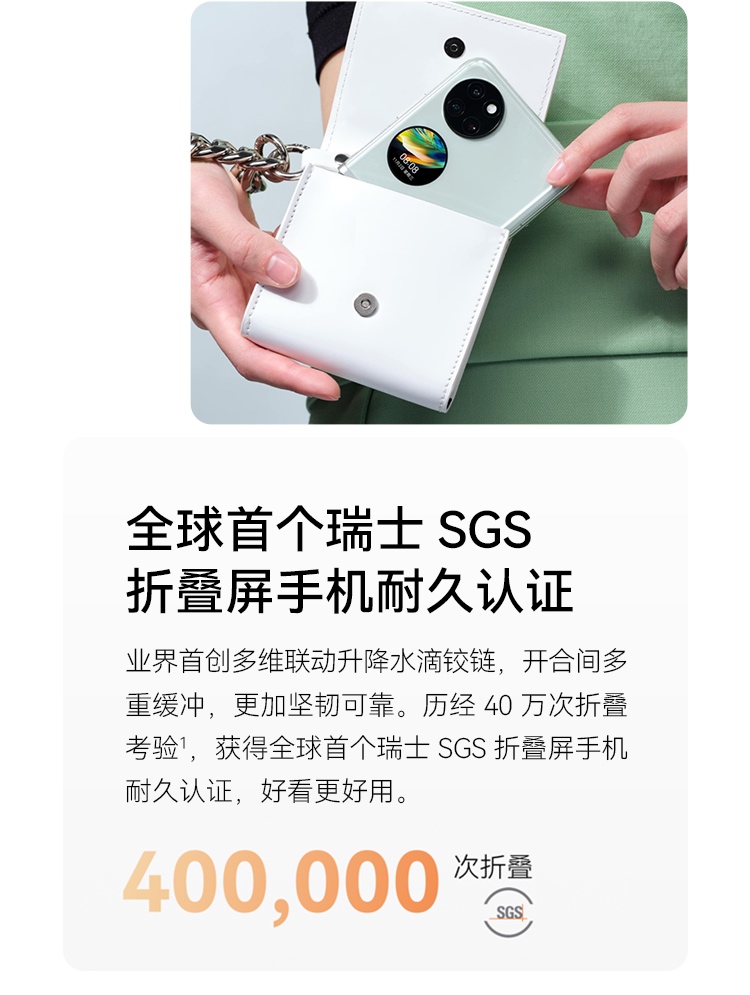 08:08
全球首个瑞士 SGS
折叠屏手机耐久认证
业界首创多维联动升降水滴铰链，开合间多
重缓冲，更加坚韧可靠。历经 40 万次折叠
考验¹，获得全球首个瑞士 SGS 折叠屏手机
耐久认证，好看更好用。
400,000 次折叠
SGS